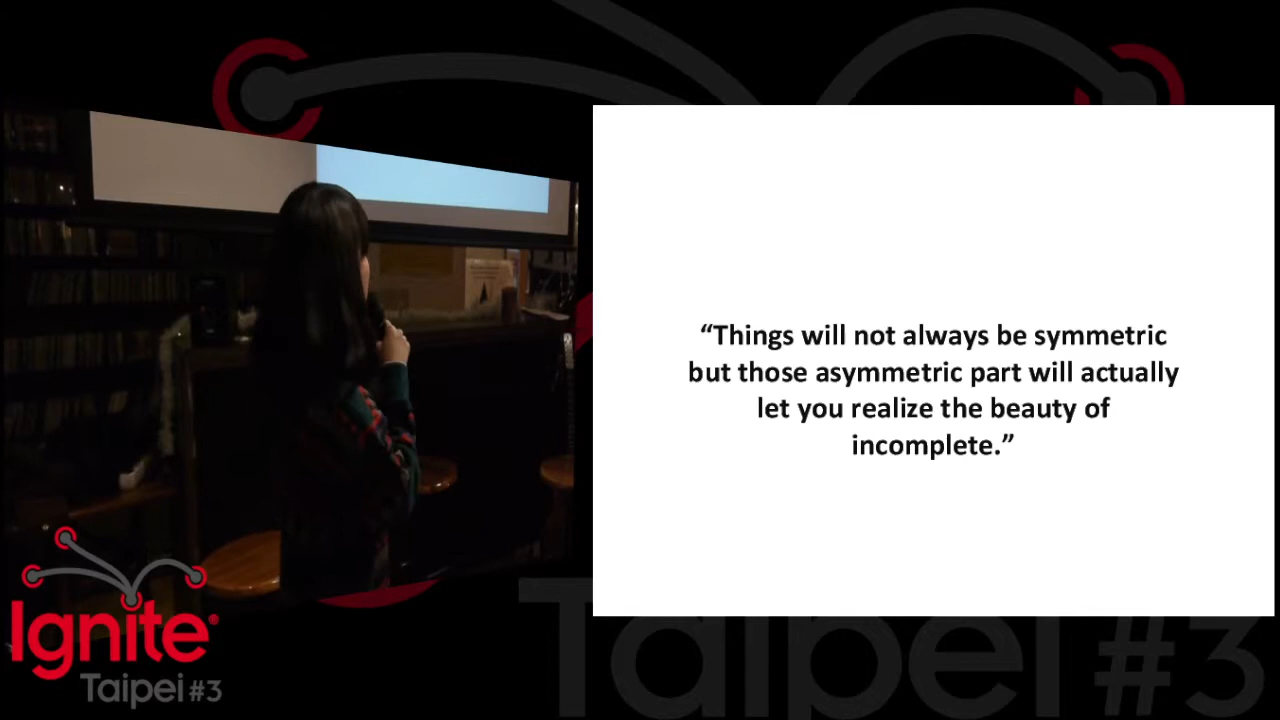 “Things will not always be symmetric
but those asymmetric part will actually
let you realize the beauty of
incomplete.”
Ignite®
Taipei #3
Taipei #3